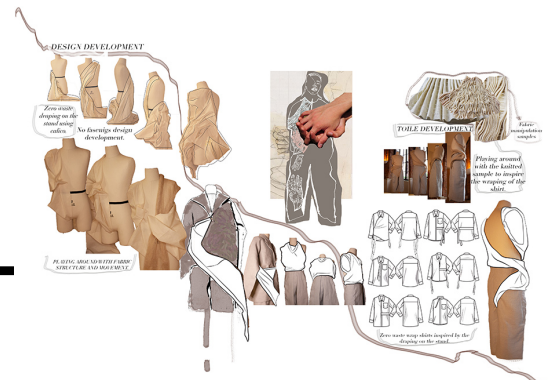 DESIGN DEVELOPMENT
Zero waste
draping on the
stand using
calico.
No fasenigs design
development.
PLAYING AROUND WITH FABRIC
STRUCTURE AND MOVEMENT
TOILE DEVELOPMENT
Fabric
manipulation
samples
Playing around
with the knitted
sample to inspire
the wraping of the
shirt.
Zero waste wrap shirts inspired by the
draping on the stand.